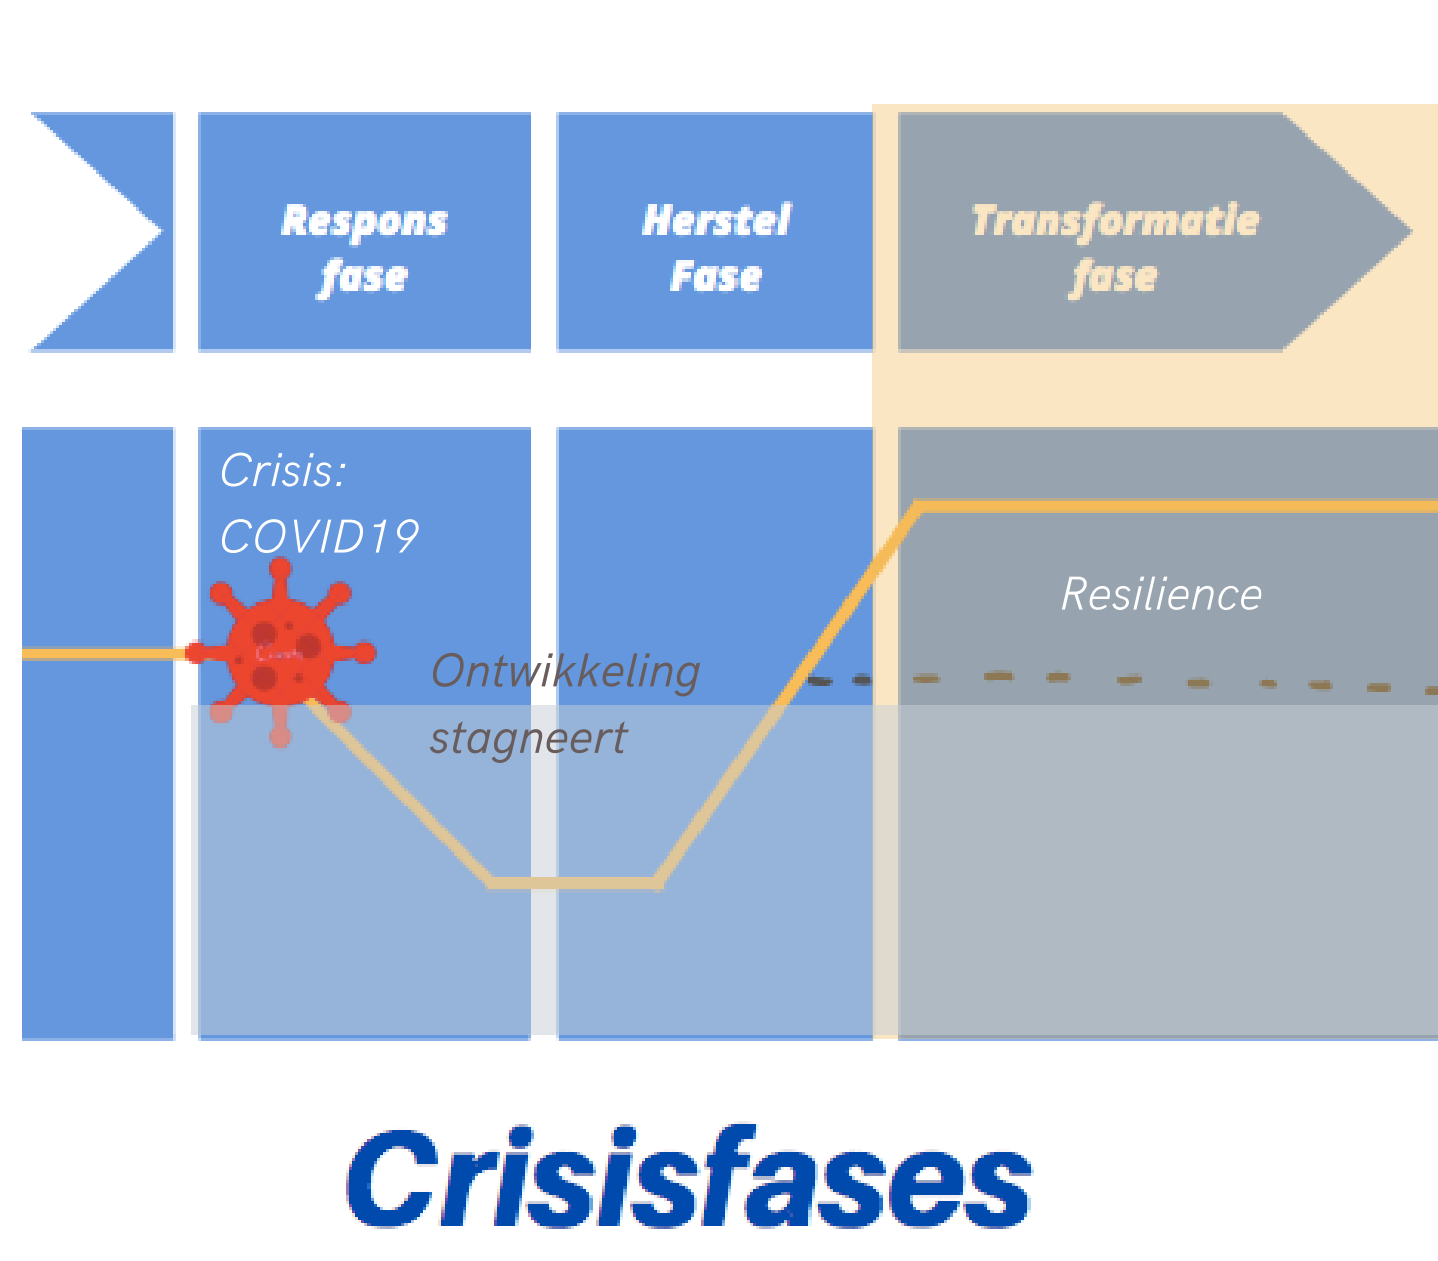 Respons
fase
Herstel
Fase
Transformatie
fase
Crisis:
COVID19
Ontwikkeling
stagneert
Resilience
Crisisfases